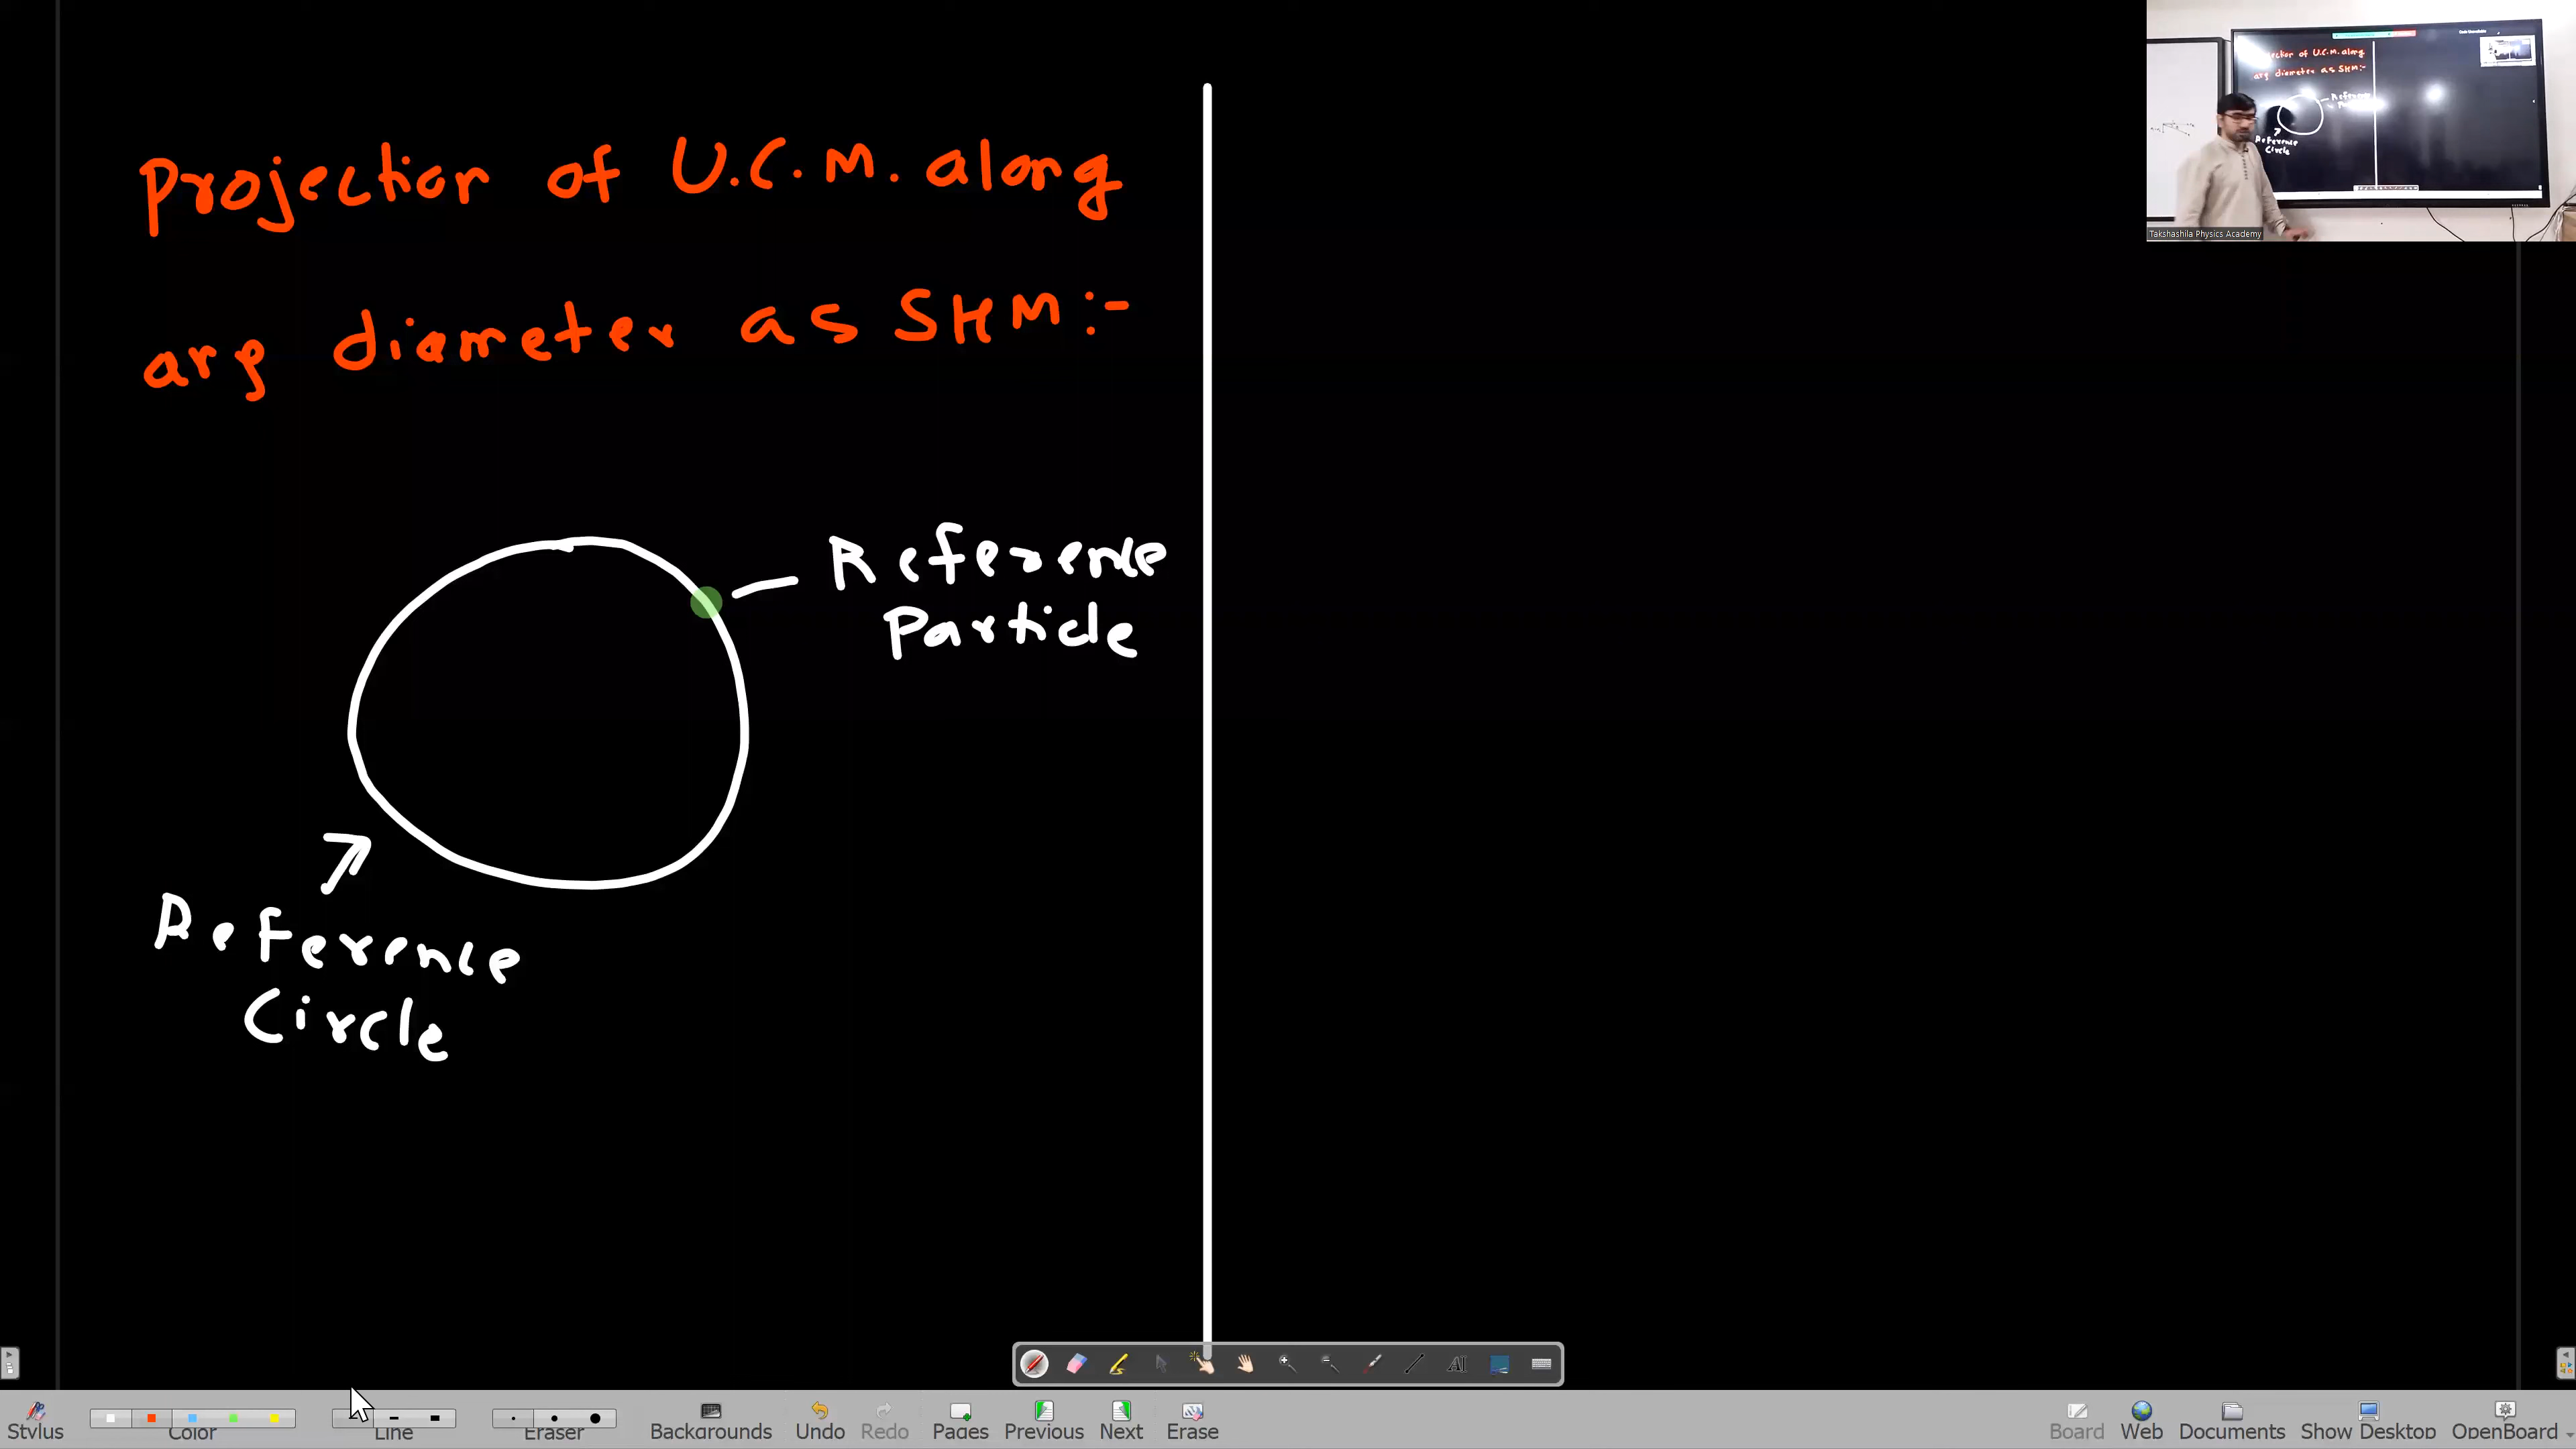 Projection of U.C.M. along
any diameter as SHM:-
Reference
Particle
Reference
Circle
Takshashila Physics Academy
Stylus
Color
Line
Eraser
Backgrounds
Undo
Redo
Pages
Previous
Next
Erase
Board
Web
Documents
Show Desktop
OpenBoard